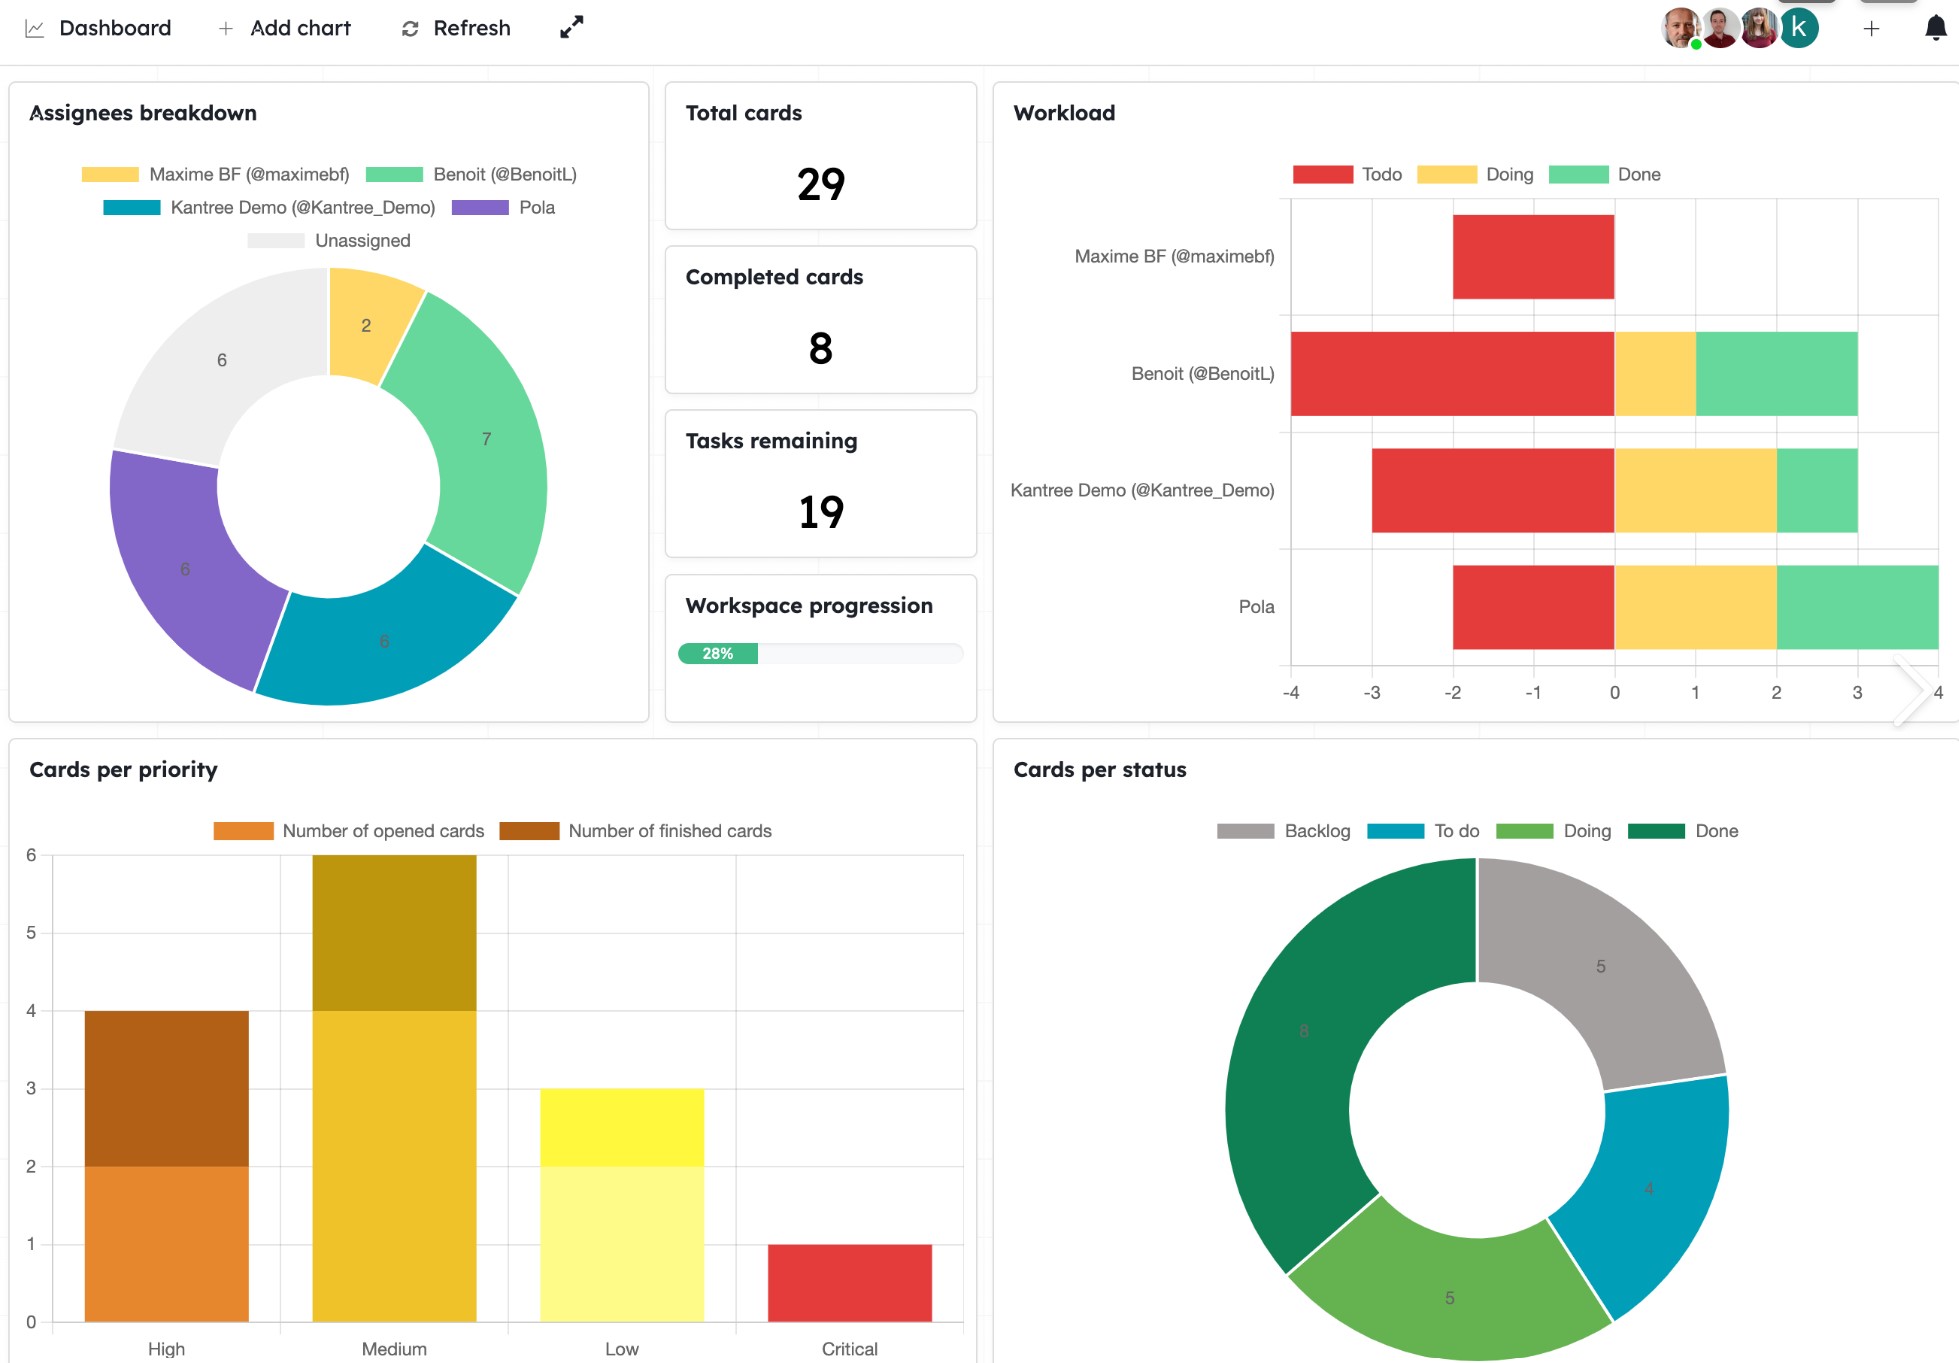 Dashboard
Add chart
Refresh
k
Assignees breakdown
Maxime BF (@maximebf) Benoit (@BenoitL)
Kantree Demo (@Kantree_Demo) Pola
Unassigned
2
6
7
6
6
Total cards
29
Completed cards
8
Tasks remaining
19
Workspace progression
28%
Workload
Todo Doing Done
Maxime BF (@maximebf)
Benoit (@BenoitL)
Kantree Demo (@Kantree_Demo)
Pola
-4 -3 -2 -1 0 1 2 3 4
Cards per priority
Number of opened cards Number of finished cards
6
5
4
3
2
1
0
High Medium Low Critical
Cards per status
Backlog To do Doing Done
5
8
4
5